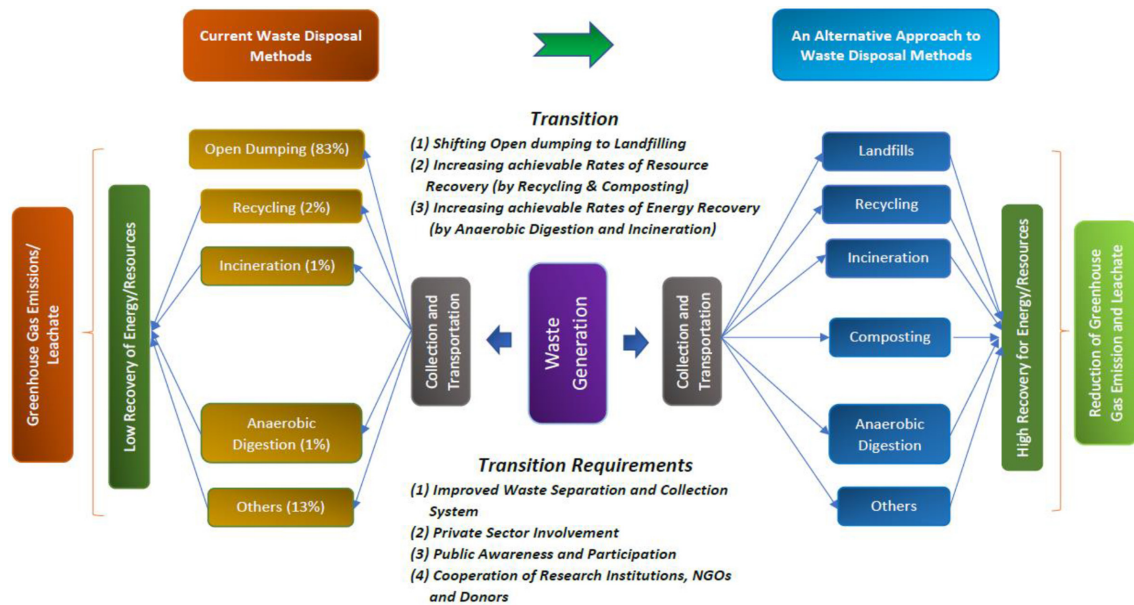 Current Waste Disposal
Methods
An Alternative Approach to
Waste Disposal Methods
Transition
(1) Shifting Open dumping to Landfilling
(2) Increasing achievable Rates of Resource
Recovery (by Recycling & Composting)
(3) Increasing achievable Rates of Energy Recovery
(by Anaerobic Digestion and Incineration)
Greenhouse Gas Emissions/
Leachate
Low Recovery of Energy/Resources
Open Dumping (83%)
Recycling (2%)
Incineration (1%)
Anaerobic
Digestion (1%)
Others (13%)
Collection and
Transportation
Waste
Generation
Collection and
Transportation
Landfills
Recycling
Incineration
Composting
Anaerobic
Digestion
Others
High Recovery for Energy/Resources
Reduction of Greenhouse
Gas Emission and Leachate
Transition Requirements
(1) Improved Waste Separation and Collection
System
(2) Private Sector Involvement
(3) Public Awareness and Participation
(4) Cooperation of Research Institutions, NGOs
and Donors